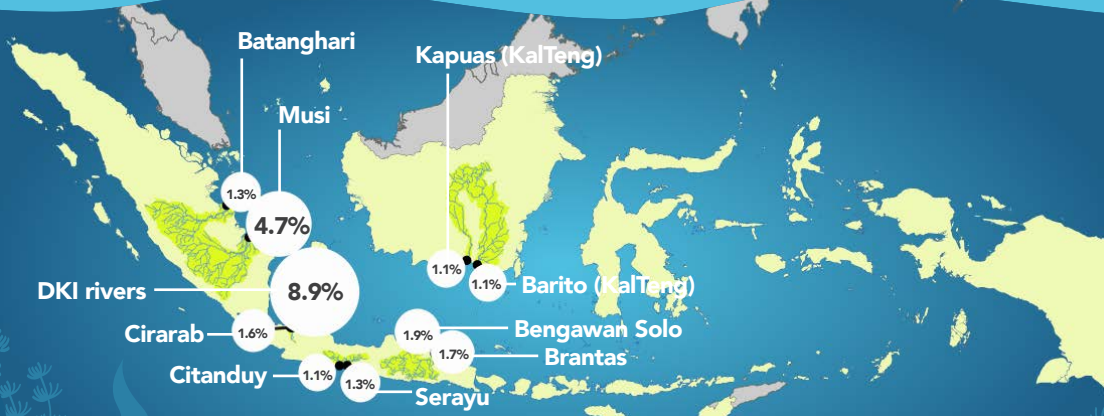 Batanghari
Kapuas (KalTeng)
Musi
1.3%
4.7%
DKI rivers
8.9%
1.1%
1.1%
Barito (KalTeng)
Cirarab
1.6%
1.9%
Bengawan Solo
1.7%
Brantas
Citanduy
1.1%
1.3%
Serayu